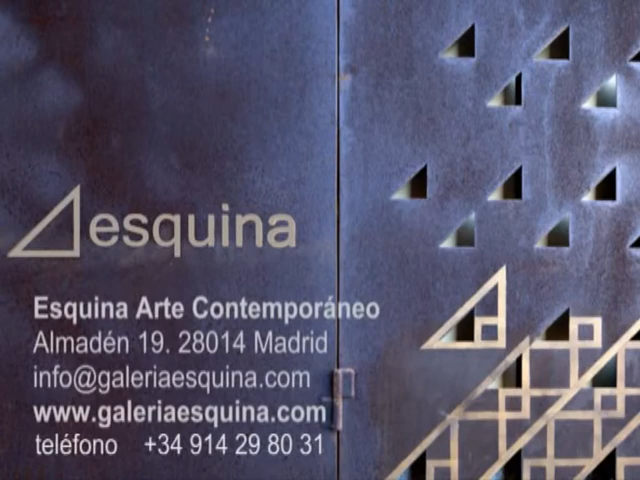 esquina
Esquina Arte Contemporáneo
Almadén 19. 28014 Madrid
info@galeriaesquina.com
www.galeriaesquina.com
teléfono +34 914 29 80 31